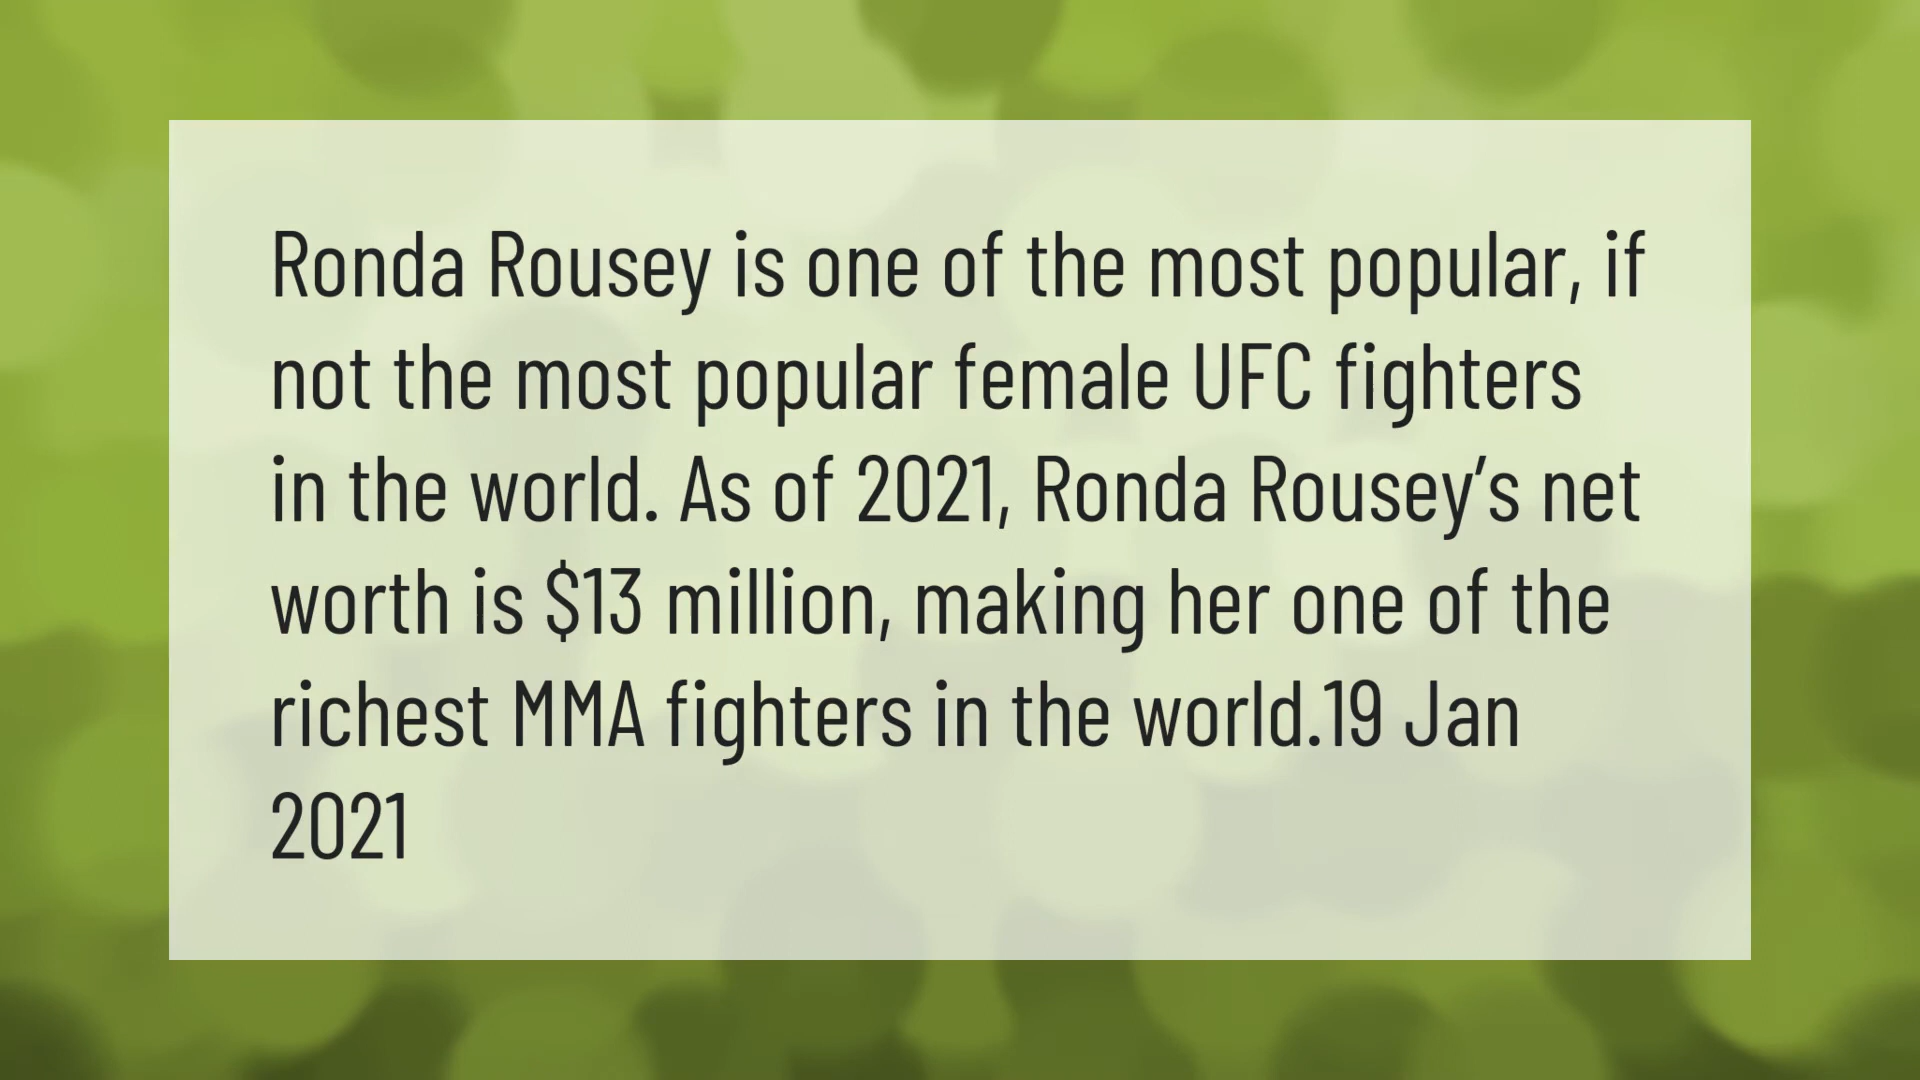 Ronda Rousey is one of the most popular, if
not the most popular female UFC fighters
in the world. As of 2021, Ronda Rousey’s net
worth is $13 million, making her one of the
richest MMA fighters in the world.19 Jan
2021